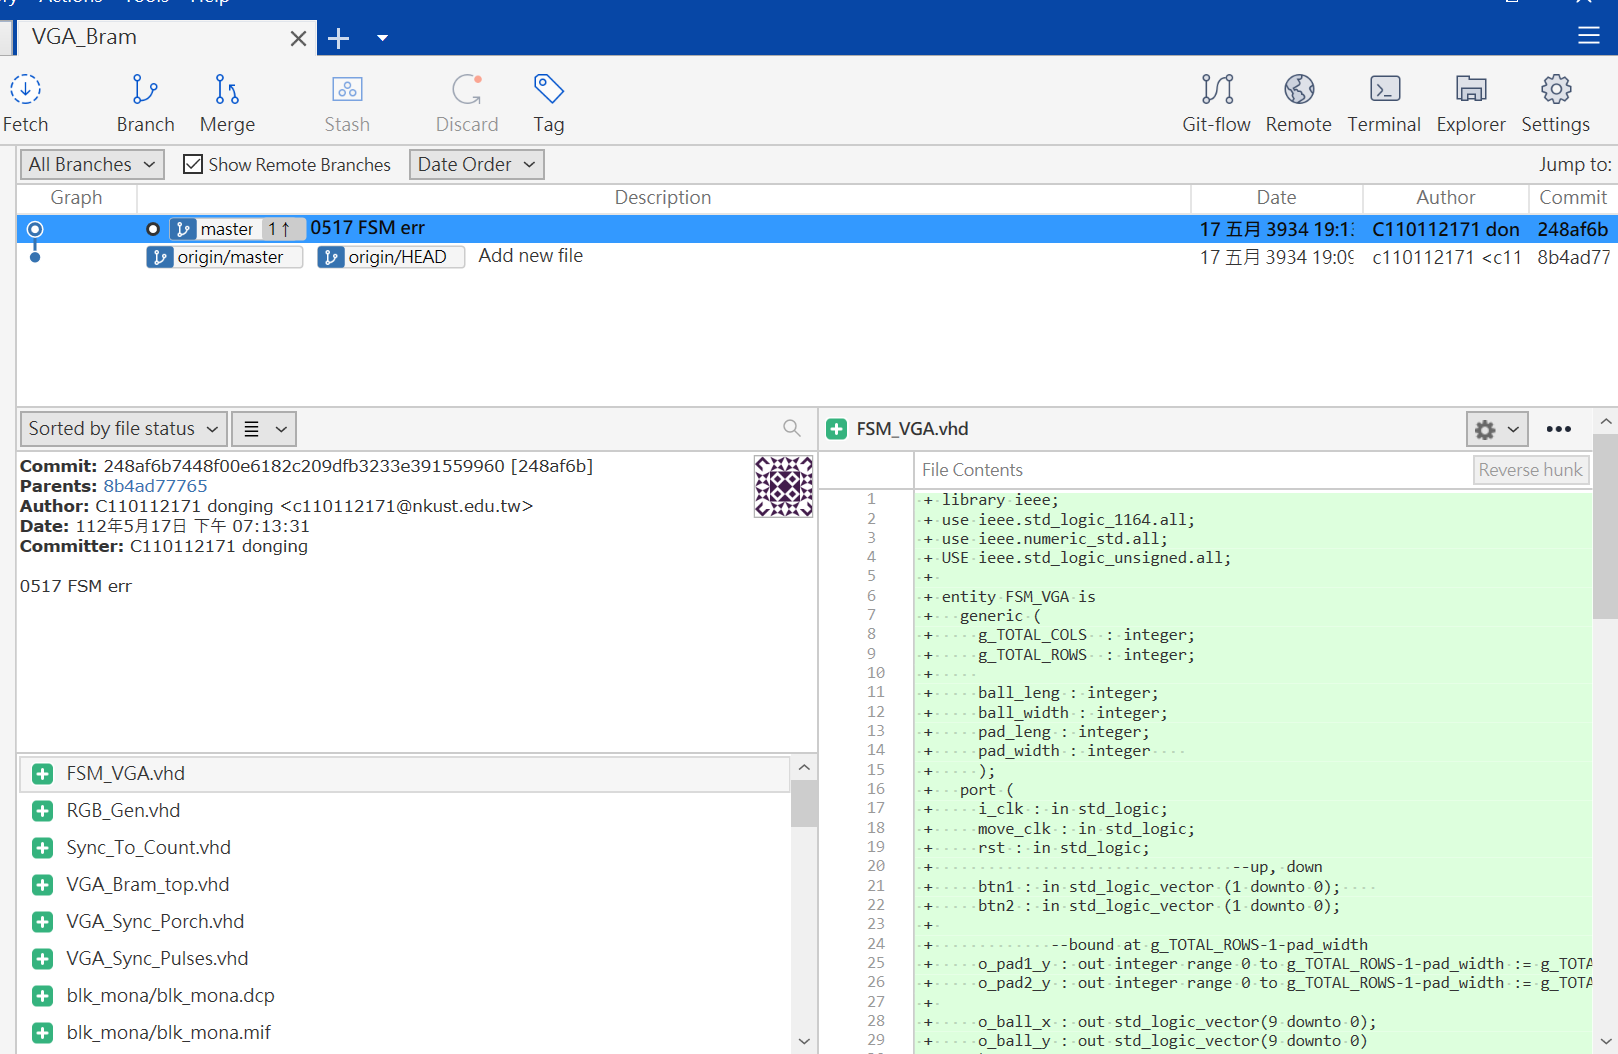 Actions Tools Help
VGA_Bram
Fetch Branch Merge Stash Discard Tag Git-flow Remote Terminal Explorer Settings
All Branches Show Remote Branches Date Order Jump to:
Graph Description Date Author Commit
master 1↑ 0517 FSM err 17 五月 3934 19:1 C110112171 don 248af6b
origin/master origin/HEAD Add new file 17 五月 3934 19:09 c110112171 <c11 8b4ad77
Sorted by file status
Commit: 248af6b7448f00e6182c209dfb3233e391559960 [248af6b]
Parents: 8b4ad77765
Author: C110112171 donging <c110112171@nkust.edu.tw>
Date: 112年5月17日 下午 07:13:31
Committer: C110112171 donging
0517 FSM err
FSM_VGA.vhd
RGB_Gen.vhd
Sync_To_Count.vhd
VGA_Bram_top.vhd
VGA_Sync_Porch.vhd
VGA_Sync_Pulses.vhd
blk_mona/blk_mona.dcp
blk_mona/blk_mona.mif
FSM_VGA.vhd
File Contents Reverse hunk
1 + library ieee;
2 + use ieee.std_logic_1164.all;
3 + use ieee.numeric_std.all;
4 + USE ieee.std_logic_unsigned.all;
5 +
6 + entity FSM_VGA is
7 + generic (
8 + g_TOTAL_COLS : integer;
9 + g_TOTAL_ROWS : integer;
10 +
11 + ball_leng : integer;
12 + ball_width : integer;
13 + pad_leng : integer;
14 + pad_width : integer
15 + );
16 + port (
17 + i_clk : in std_logic;
18 + move_clk : in std_logic;
19 + rst : in std_logic;
20 + --up, down
21 + btn1 : in std_logic_vector (1 downto 0);
22 + btn2 : in std_logic_vector (1 downto 0);
23 +
24 + --bound at g_TOTAL_ROWS-1-pad_width
25 + o_pad1_y : out integer range 0 to g_TOTAL_ROWS-1-pad_width := g_TOTA
26 + o_pad2_y : out integer range 0 to g_TOTAL_ROWS-1-pad_width := g_TOTA
27 +
28 + o_ball_x : out std_logic_vector(9 downto 0);
29 + o_ball_y : out std_logic_vector(9 downto 0)